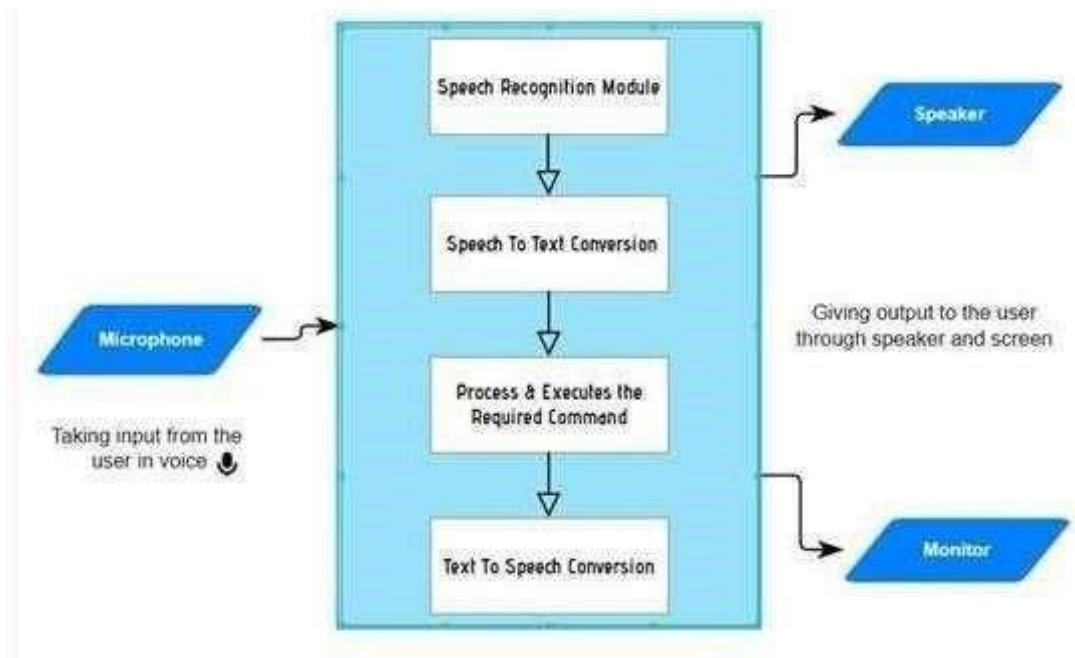 Speech Recognition Module
Speaker
Speech To Text Conversion
Microphone
Giving output to the user
through speaker and screen
Process & Executes the
Required Command
Taking input from the
user in voice
Text To Speech Conversion
Monitor